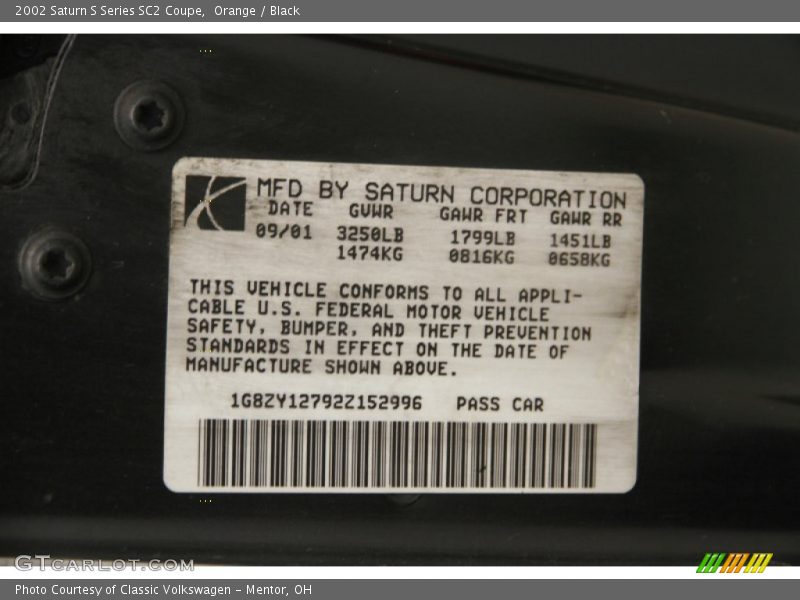 2002 Saturn S Series SC2 Coupe,  Orange / Black
MFD BY SATURN CORPORATION
DATE GVWR GAWR FRT GAWR RR
09/01 3250LB 1799LB 1451LB
1474KG 0816KG 0658KG
THIS VEHICLE CONFORMS TO ALL APPLI-
CABLE U.S. FEDERAL MOTOR VEHICLE
SAFETY, BUMPER, AND THEFT PREVENTION
STANDARDS IN EFFECT ON THE DATE OF
MANUFACTURE SHOWN ABOVE.
1G8ZY12792Z152996 PASS CAR
GTCARLOT.COM
Photo Courtesy of Classic Volkswagen - Mentor, OH